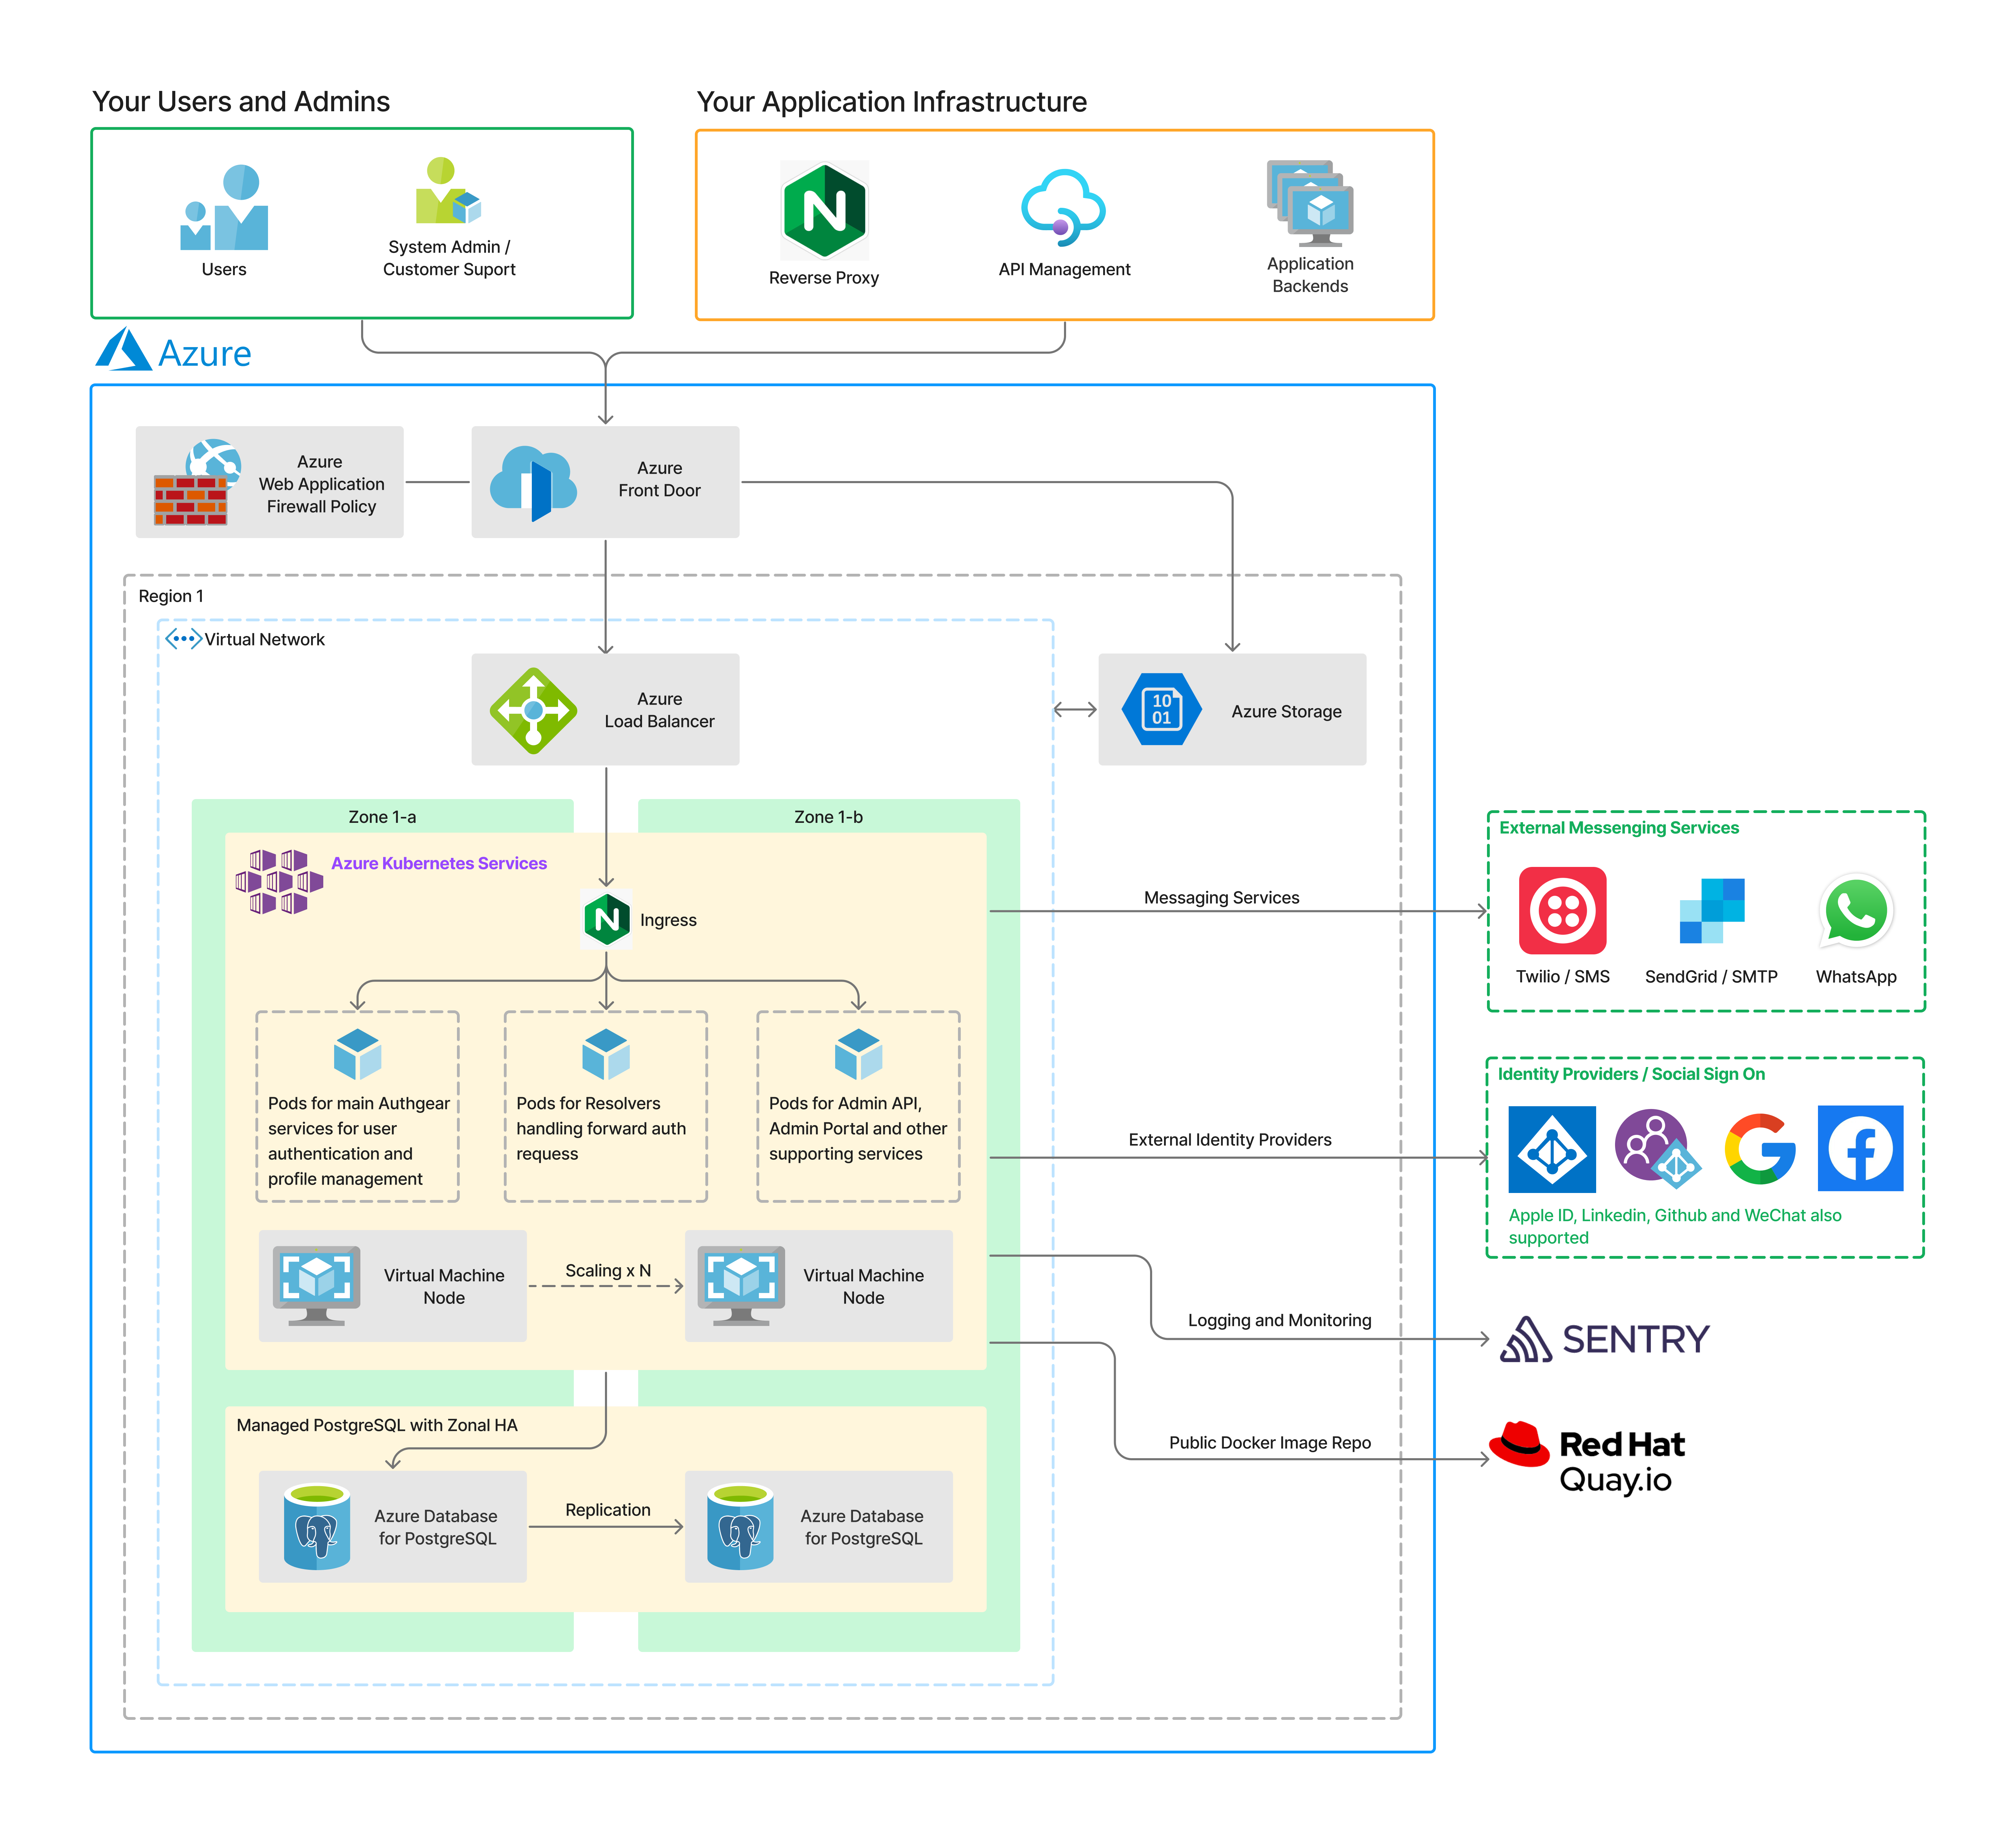 Your Users and Admins
Your Application Infrastructure
Users
System Admin /
Customer Suport
N
Reverse Proxy
API Management
Application
Backends
Azure
Azure
Web Application
Firewall Policy
Azure
Front Door
Region 1
Virtual Network
Azure
Load Balancer
10
01
Azure Storage
Zone 1-a
Zone 1-b
Azure Kubernetes Services
N
Ingress
Pods for main Authgear
services for user
authentication and
profile management
Pods for Resolvers
handling forward auth
requess
Pods for Admin API,
Admin Portal and other
supporting services
Virtual Machine
Node
Scaling x N
Virtual Machine
Node
Managed PostgreSQL with Zonal HA
Azure Database
for PostgreSQL
Replication
Azure Database
for PostgreSQL
Messaging Services
External Messenging Services
Twilio / SMS
SendGrid / SMTP
WhatsApp
External Identity Providers
Identity Providers / Social Sign On
Apple ID, Linkedin, Github and WeChat also
supported
Logging and Monitoring
SENTRY
Public Docker Image Repo
Red Hat
Quay.io